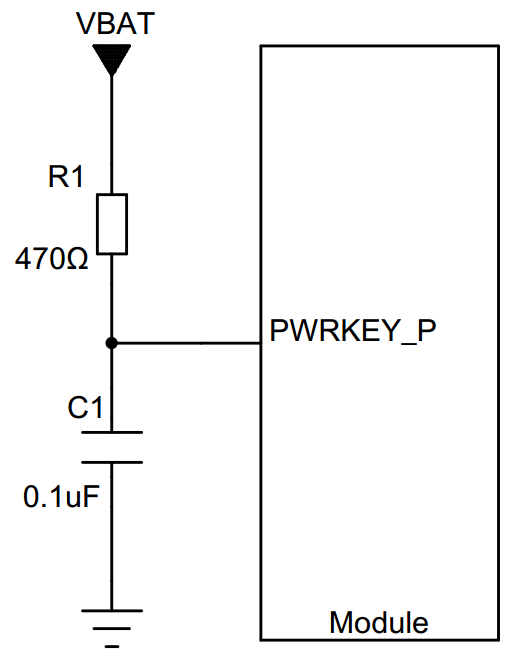 VBAT
R1
470Ω
PWRKEY_P
C1
0.1uF
Module